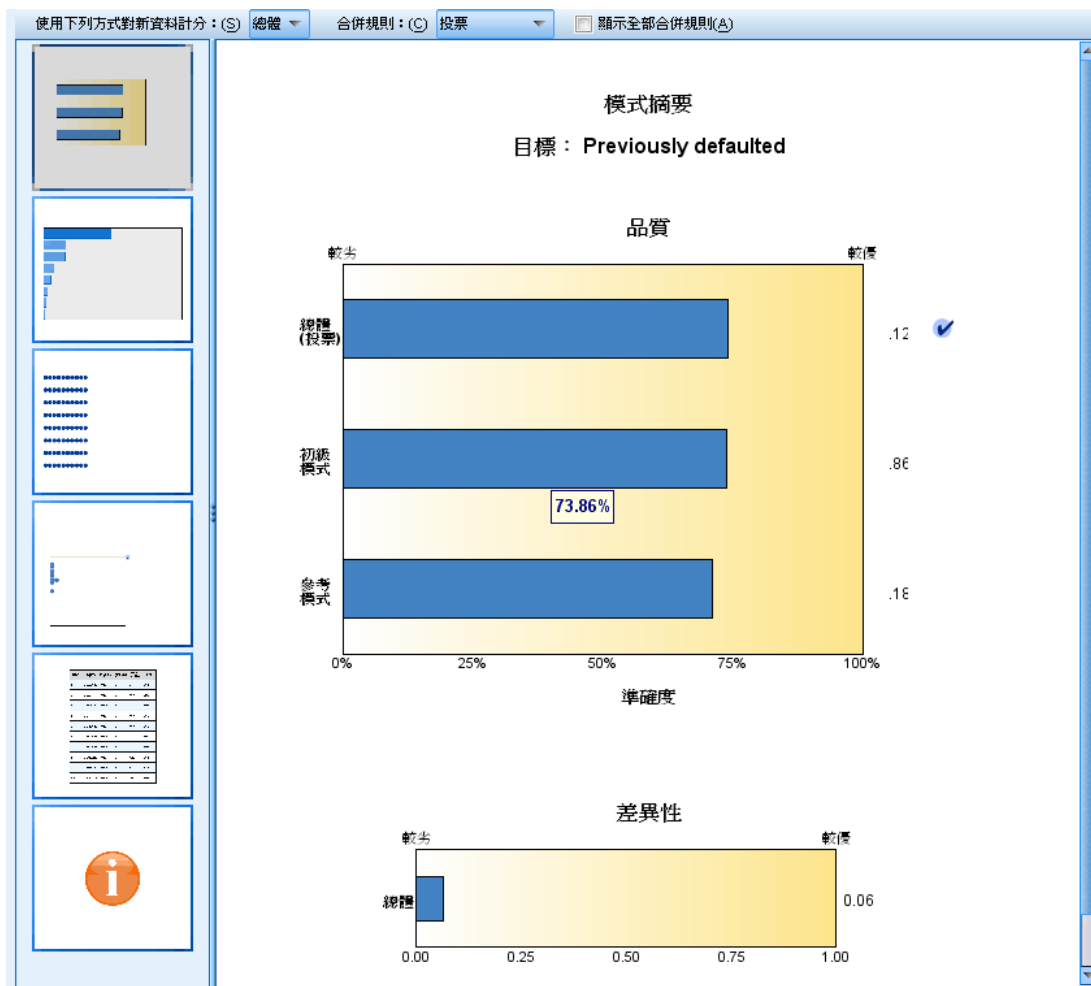 使用下列方式對新資料計分：(S) 總體 合併規則：(C) 投票 顯示全部合併規則(A)
模式摘要
目標： Previously defaulted
品質
較劣 較優
總體
(投票)
.12
初級
模式
.86
73.86%
參考
模式
.18
0% 25% 50% 75% 100%
準確度
差異性
較劣 較優
總體 0.06
0.00 0.25 0.50 0.75 1.00